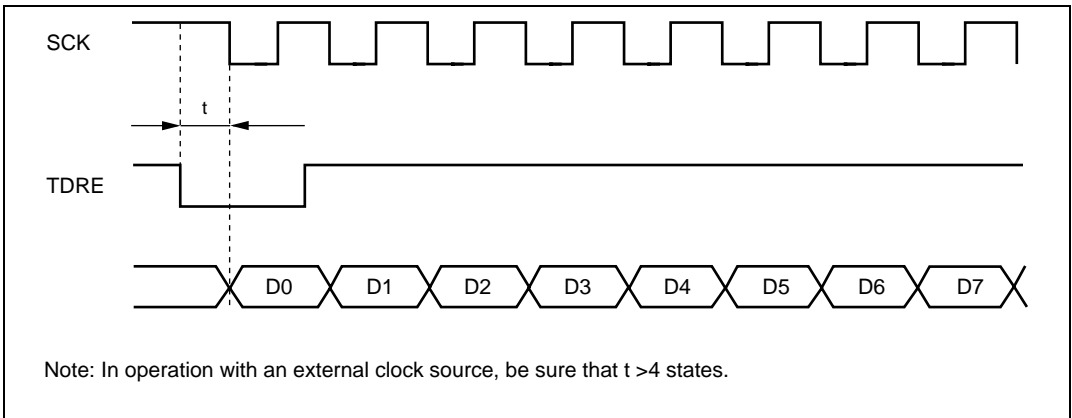 SCK
t
TDRE
D0 D1 D2 D3 D4 D5 D6 D7
Note: In operation with an external clock source, be sure that t >4 states.